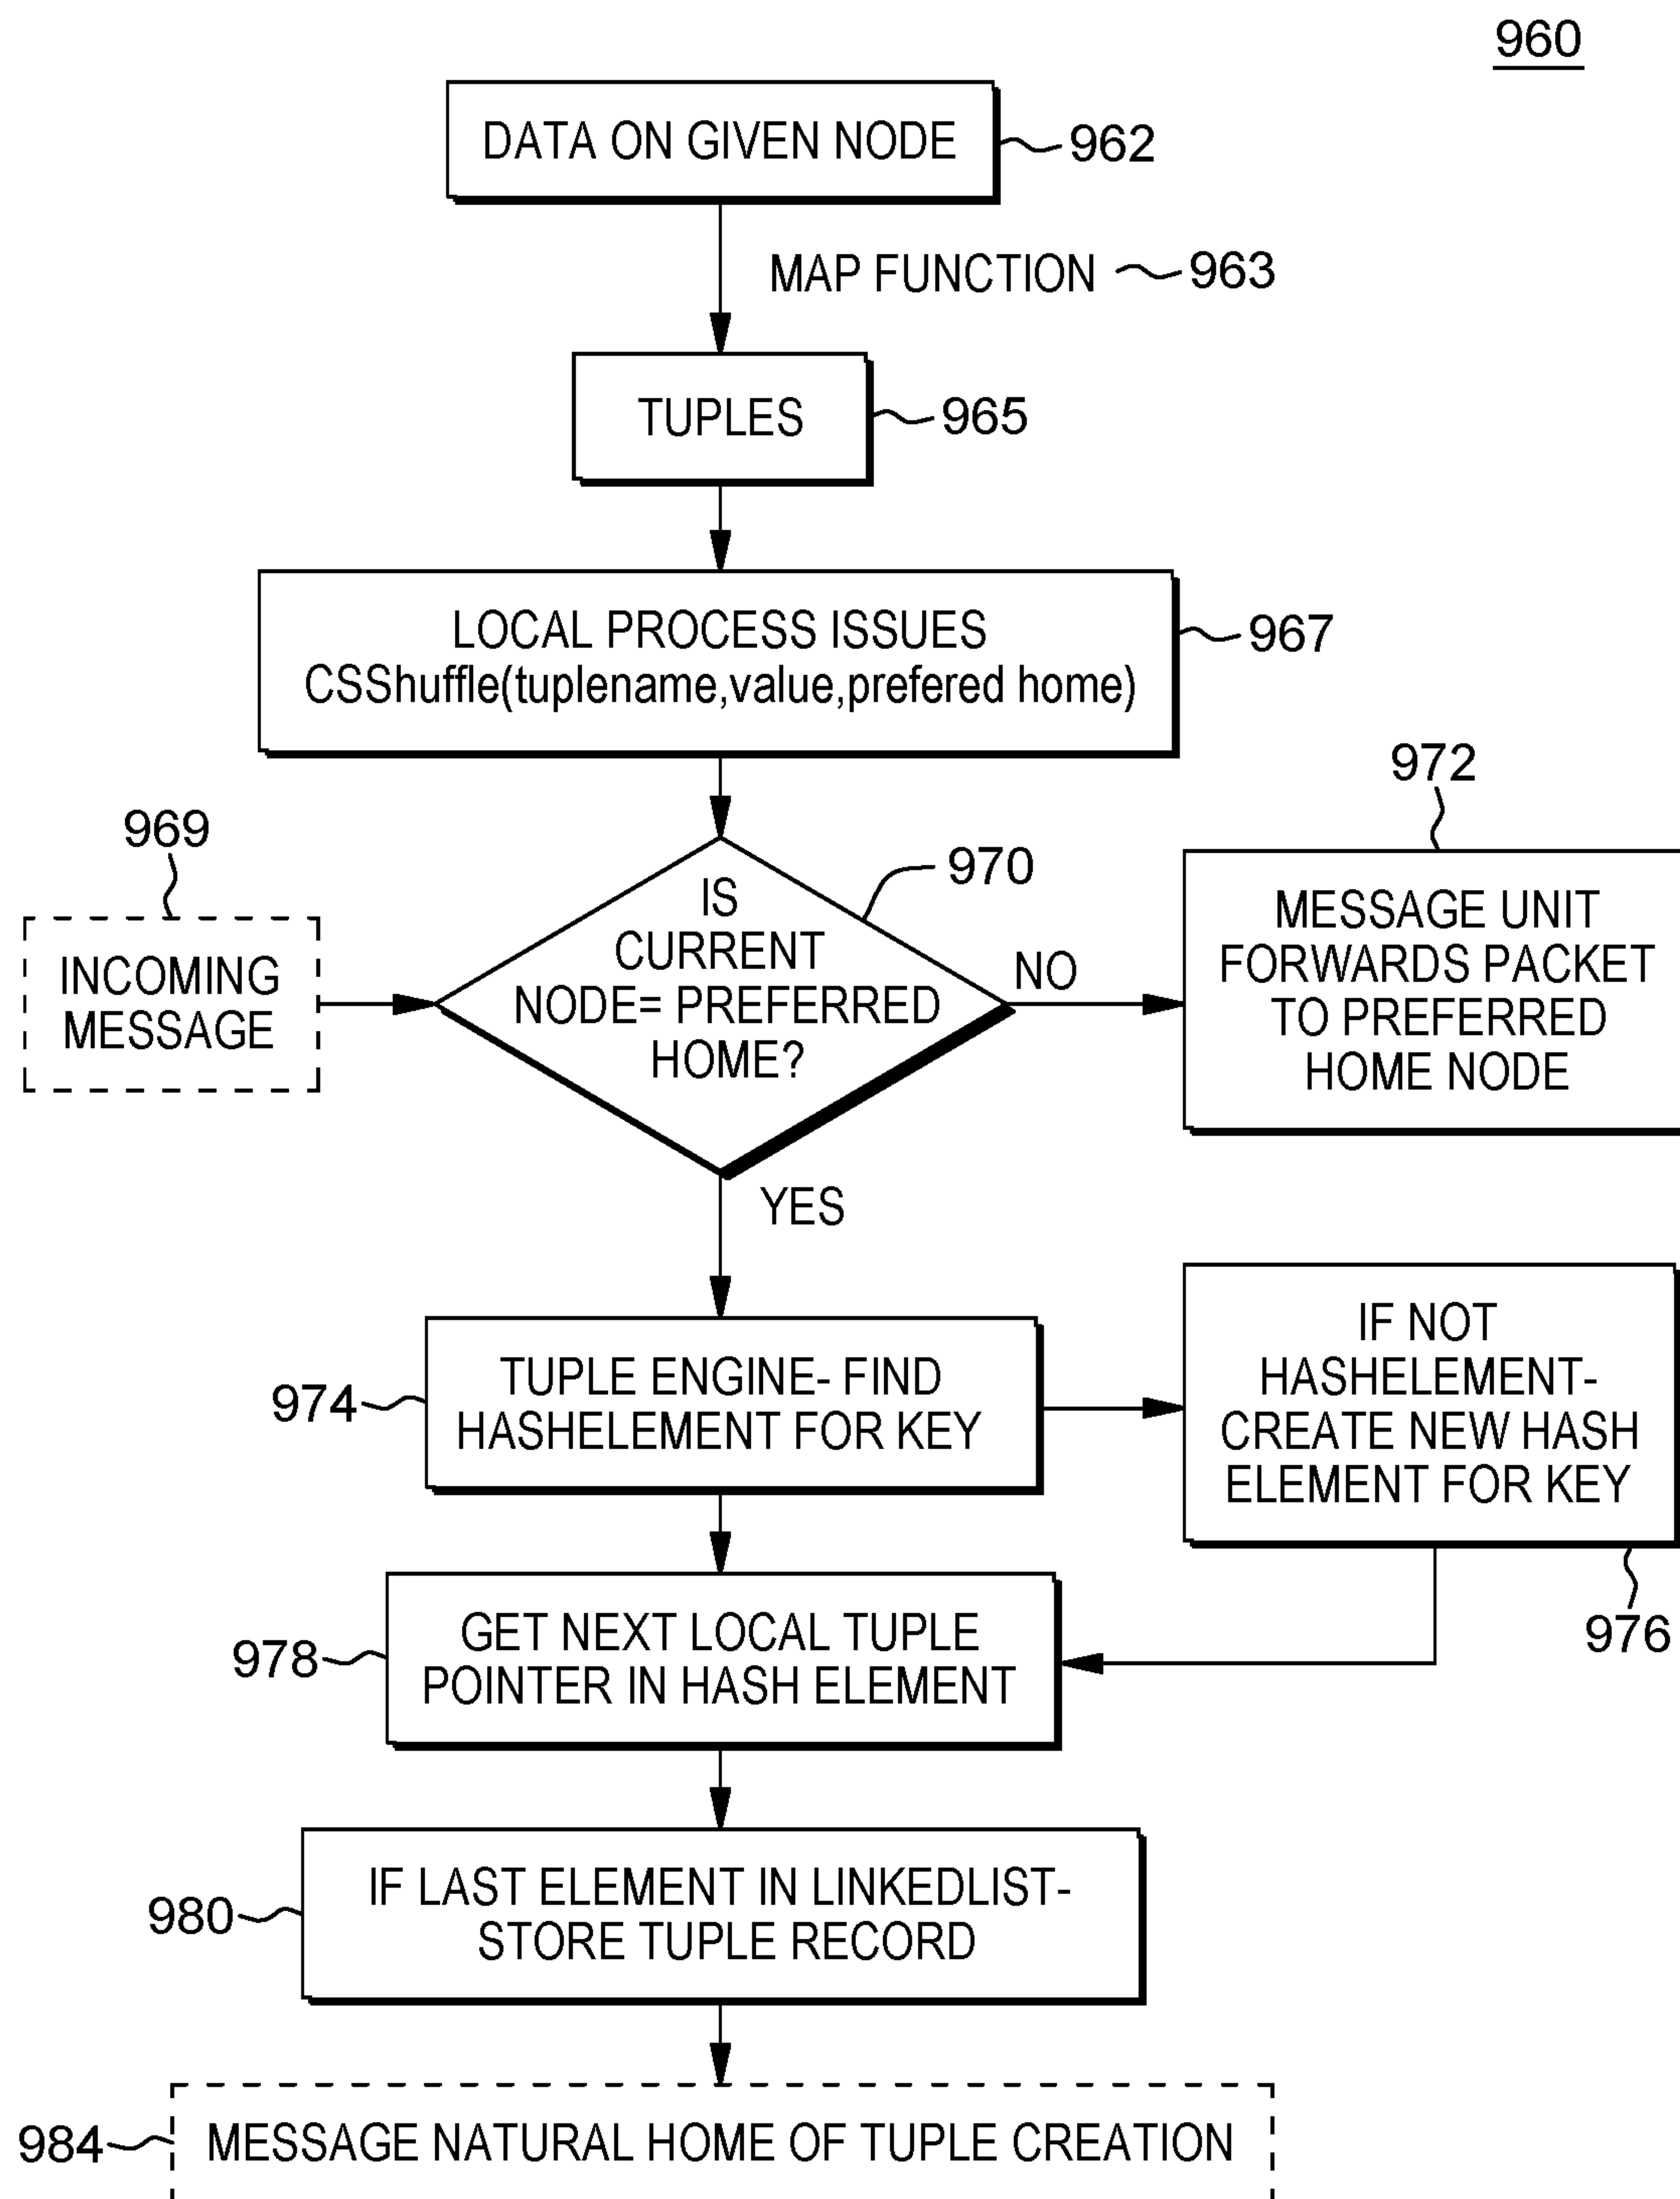 960
DATA ON GIVEN NODE
962
MAP FUNCTION
963
TUPLES
965
LOCAL PROCESS ISSUES
CSShuffle(tuplename,value,prefered home)
967
969
INCOMING
MESSAGE
IS
CURRENT
NODE= PREFERRED
HOME?
970
NO
972
MESSAGE UNIT
FORWARDS PACKET
TO PREFERRED
HOME NODE
YES
974
TUPLE ENGINE- FIND
HASHELEMENT FOR KEY
IF NOT
HASHELEMENT-
CREATE NEW HASH
ELEMENT FOR KEY
976
978
GET NEXT LOCAL TUPLE
POINTER IN HASH ELEMENT
980
IF LAST ELEMENT IN LINKEDLIST-
STORE TUPLE RECORD
984
MESSAGE NATURAL HOME OF TUPLE CREATION